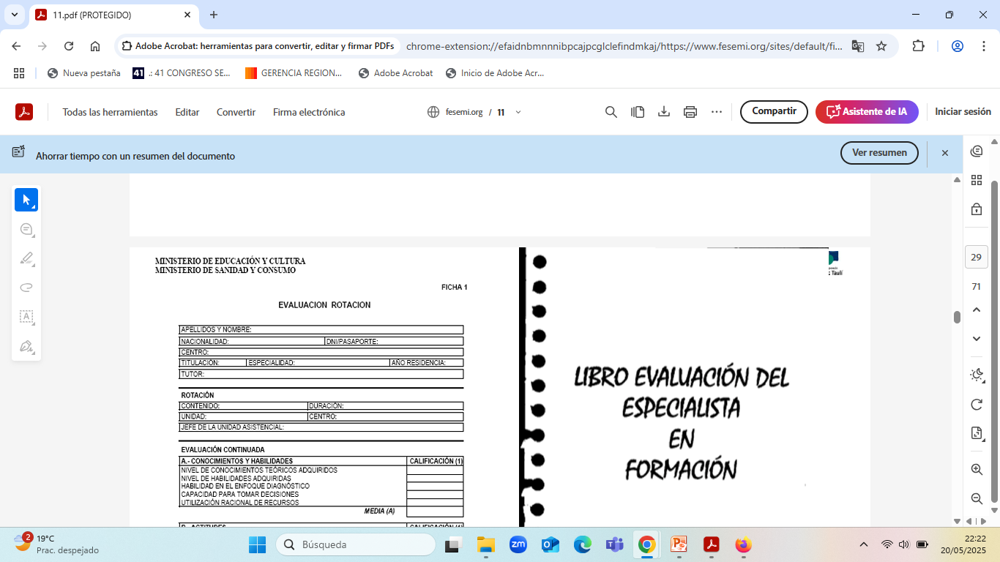 11.pdf (PROTEGIDO)
Adobe Acrobat: herramientas para convertir, editar y firmar PDFs
chrome-extension://efaidnbmnnnibpcajpcglclefindmkaj/https://www.fesemi.org/sites/default/fi...
Nueva pestaña
41 .: 41 CONGRESO SE...
GERENCIA REGION...
Adobe Acrobat
Inicio de Adobe Acr...
Todas las herramientas
Editar
Convertir
Firma electrónica
fesemi.org / 11
Compartir
Asistente de IA
Iniciar sesión
Ahorrar tiempo con un resumen del documento
Ver resumen
MINISTERIO DE EDUCACIÓN Y CULTURA
MINISTERIO DE SANIDAD Y CONSUMO
FICHA 1
EVALUACION ROTACION
APELLIDOS Y NOMBRE:
NACIONALIDAD: DNI/PASAPORTE:
CENTRO:
TITULACIÓN: ESPECIALIDAD: AÑO RESIDENCIA:
TUTOR:
ROTACIÓN
CONTENIDO: DURACIÓN:
UNIDAD: CENTRO:
JEFE DE LA UNIDAD ASISTENCIAL:
EVALUACIÓN CONTINUADA
A.- CONOCIMIENTOS Y HABILIDADES CALIFICACIÓN (1)
NIVEL DE CONOCIMIENTOS TEÓRICOS ADQUIRIDOS
NIVEL DE HABILIDADES ADQUIRIDAS
HABILIDAD EN EL ENFOQUE DIAGNÓSTICO
CAPACIDAD PARA TOMAR DECISIONES
UTILIZACIÓN RACIONAL DE RECURSOS
MEDIA (A)
B.- ACTITUDES CALIFICACIÓN (1)
Taulí
LIBRO EVALUACIÓN DEL
ESPECIALISTA
EN
FORMACIÓN
29
71
2
19°C
Prac. despejado
Búsqueda
zm
22:22
20/05/2025